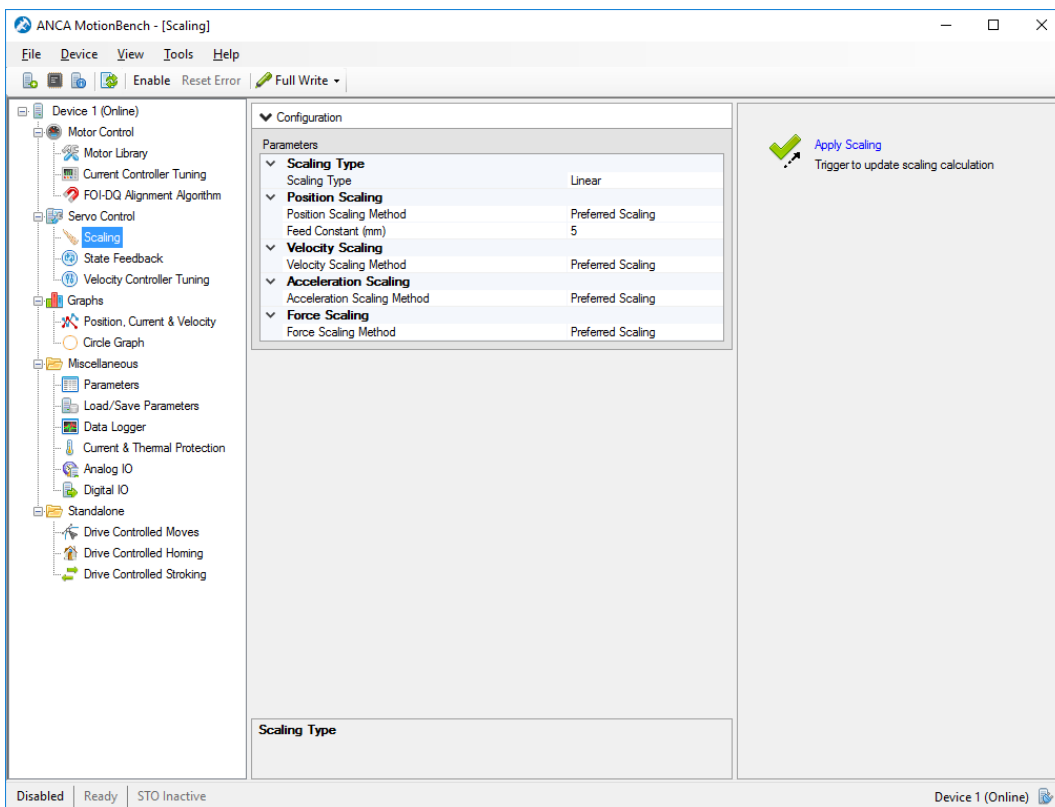 ANCA MotionBench - [Scaling]
File Device View Tools Help
Enable Reset Error Full Write
Device 1 (Online)
Motor Control
Motor Library
Current Controller Tuning
FOI-DQ Alignment Algorithm
Servo Control
Scaling
State Feedback
Velocity Controller Tuning
Graphs
Position, Current & Velocity
Circle Graph
Miscellaneous
Parameters
Load/Save Parameters
Data Logger
Current & Thermal Protection
Analog IO
Digital IO
Standalone
Drive Controlled Moves
Drive Controlled Homing
Drive Controlled Stroking
Configuration
Parameters
Scaling Type
Scaling Type Linear
Position Scaling
Position Scaling Method Preferred Scaling
Feed Constant (mm) 5
Velocity Scaling
Velocity Scaling Method Preferred Scaling
Acceleration Scaling
Acceleration Scaling Method Preferred Scaling
Force Scaling
Force Scaling Method Preferred Scaling
Scaling Type
Apply Scaling
Trigger to update scaling calculation
Disabled Ready STO Inactive Device 1 (Online)